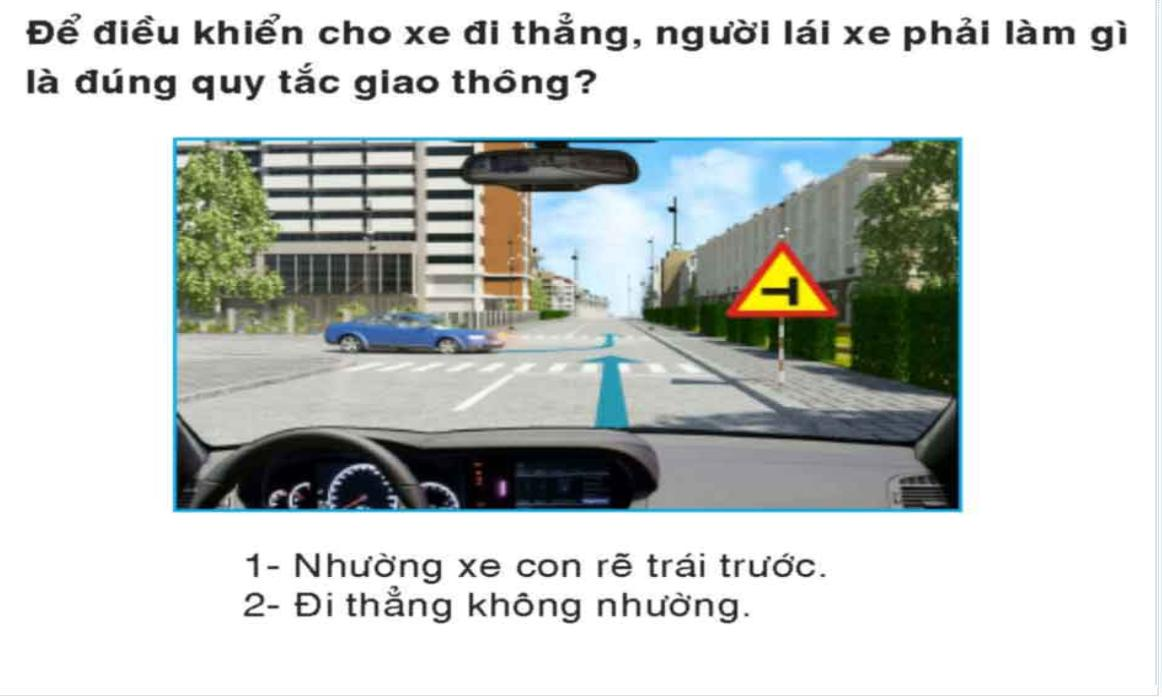 Để điều khiển cho xe đi thẳng, người lái xe phải làm gì
là đúng quy tắc giao thông?
1- Nhường xe con rẽ trái trước.
2- Đi thẳng không nhường.